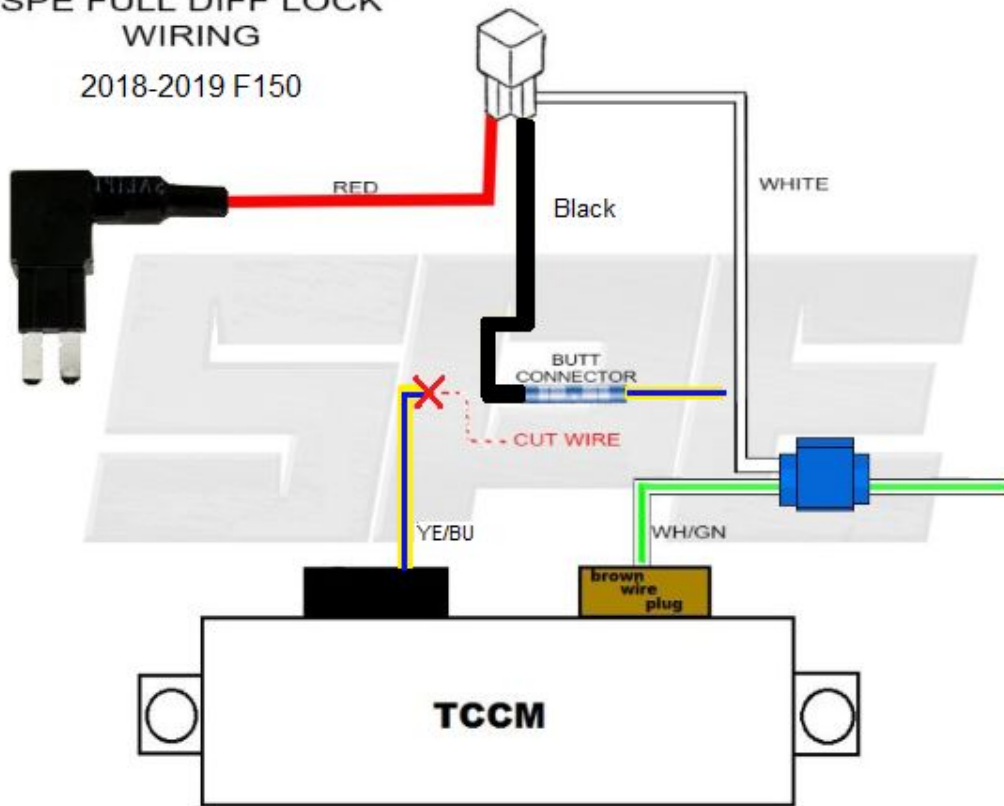 SPE FULL DIFF LOCK
WIRING
2018-2019 F150
RED
WHITE
Black
SPE
BUTT
CONNECTOR
CUT WIRE
YE/BU
WH/GN
brown
wire
plug
TCCM